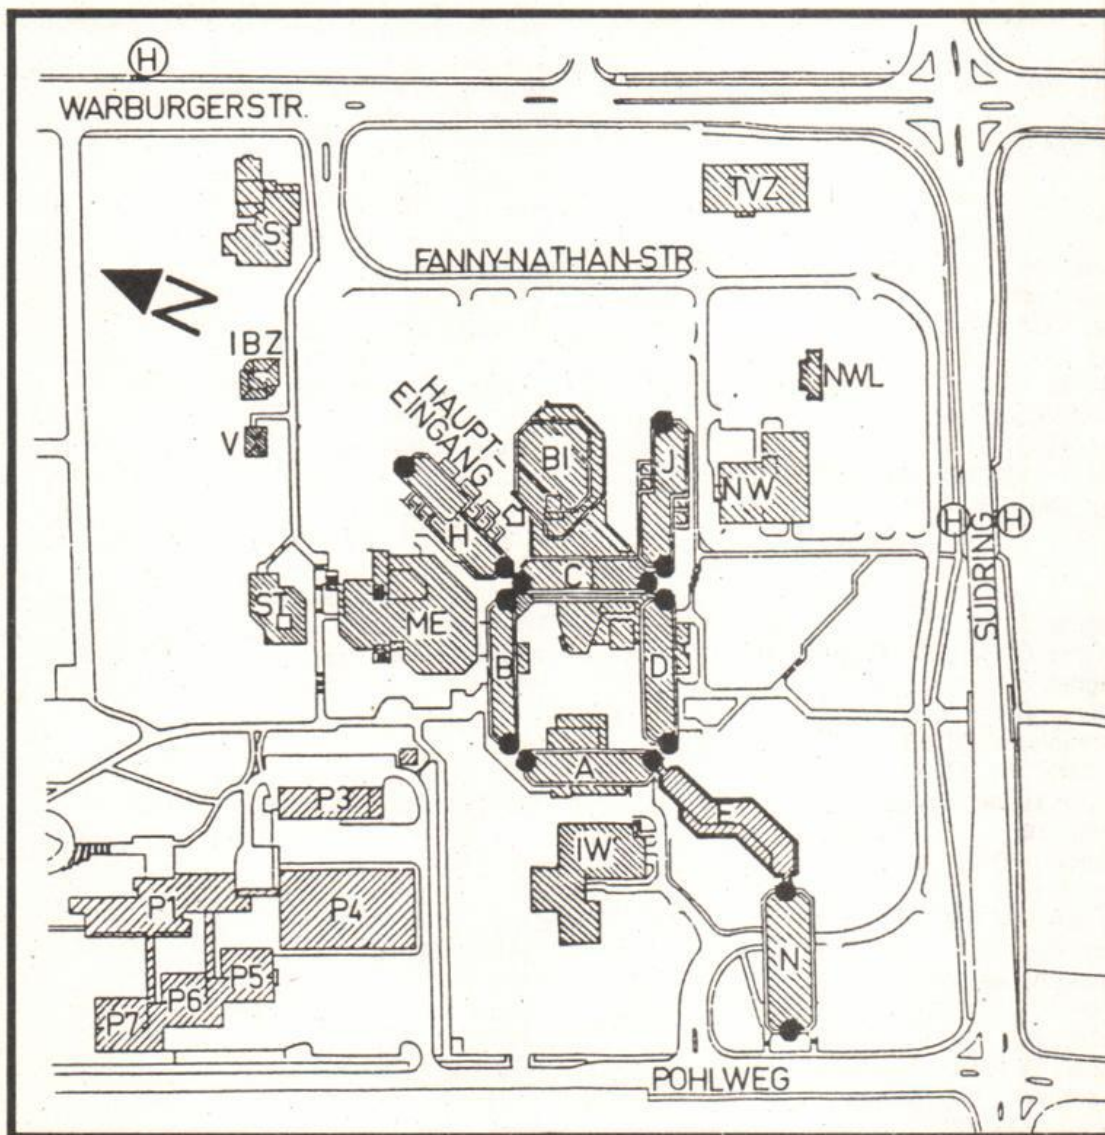 H
WARBURGERSTR.
TVZ
S
FANNY-NATHAN-STR
N
IBZ
NWL
HAUPT-
EINGANG
V
BI
J
NW
H
H
H
C
ST
ME
SÜDRING
B
D
A
P3
E
IW
P1
P4
N
P5
P6
P7
POHLWEG